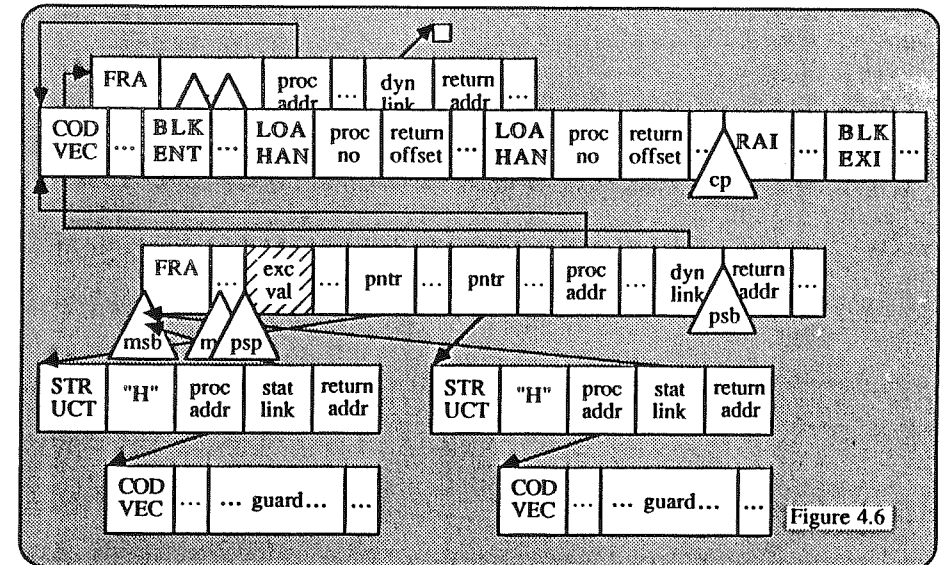 FRA proc ... dyn return ...
addr link addr
COD ... BLK ... LOA proc return ... LOA proc return .. RAI ... BLK ...
VEC ENT HAN no offset HAN no offset EXI
cp
FRA ... exc ... pntr ... pntr ... proc ... dyn return ...
val addr link addr
psb
msb m psp
STR "H" proc stat return STR "H" proc stat return
UCT addr link addr UCT addr link addr
COD ... ... guard... ... COD ... ... guard... ...
VEC VEC
Figure 4.6